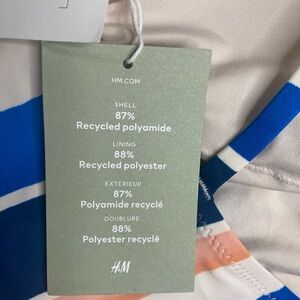 HM.COM
SHELL
87%
Recycled polyamide
LINING
88%
Recycled polyester
EXTERIEUR
87%
Polyamide recyclé
DOUBLURE
88%
Polyester recyclé
H&M